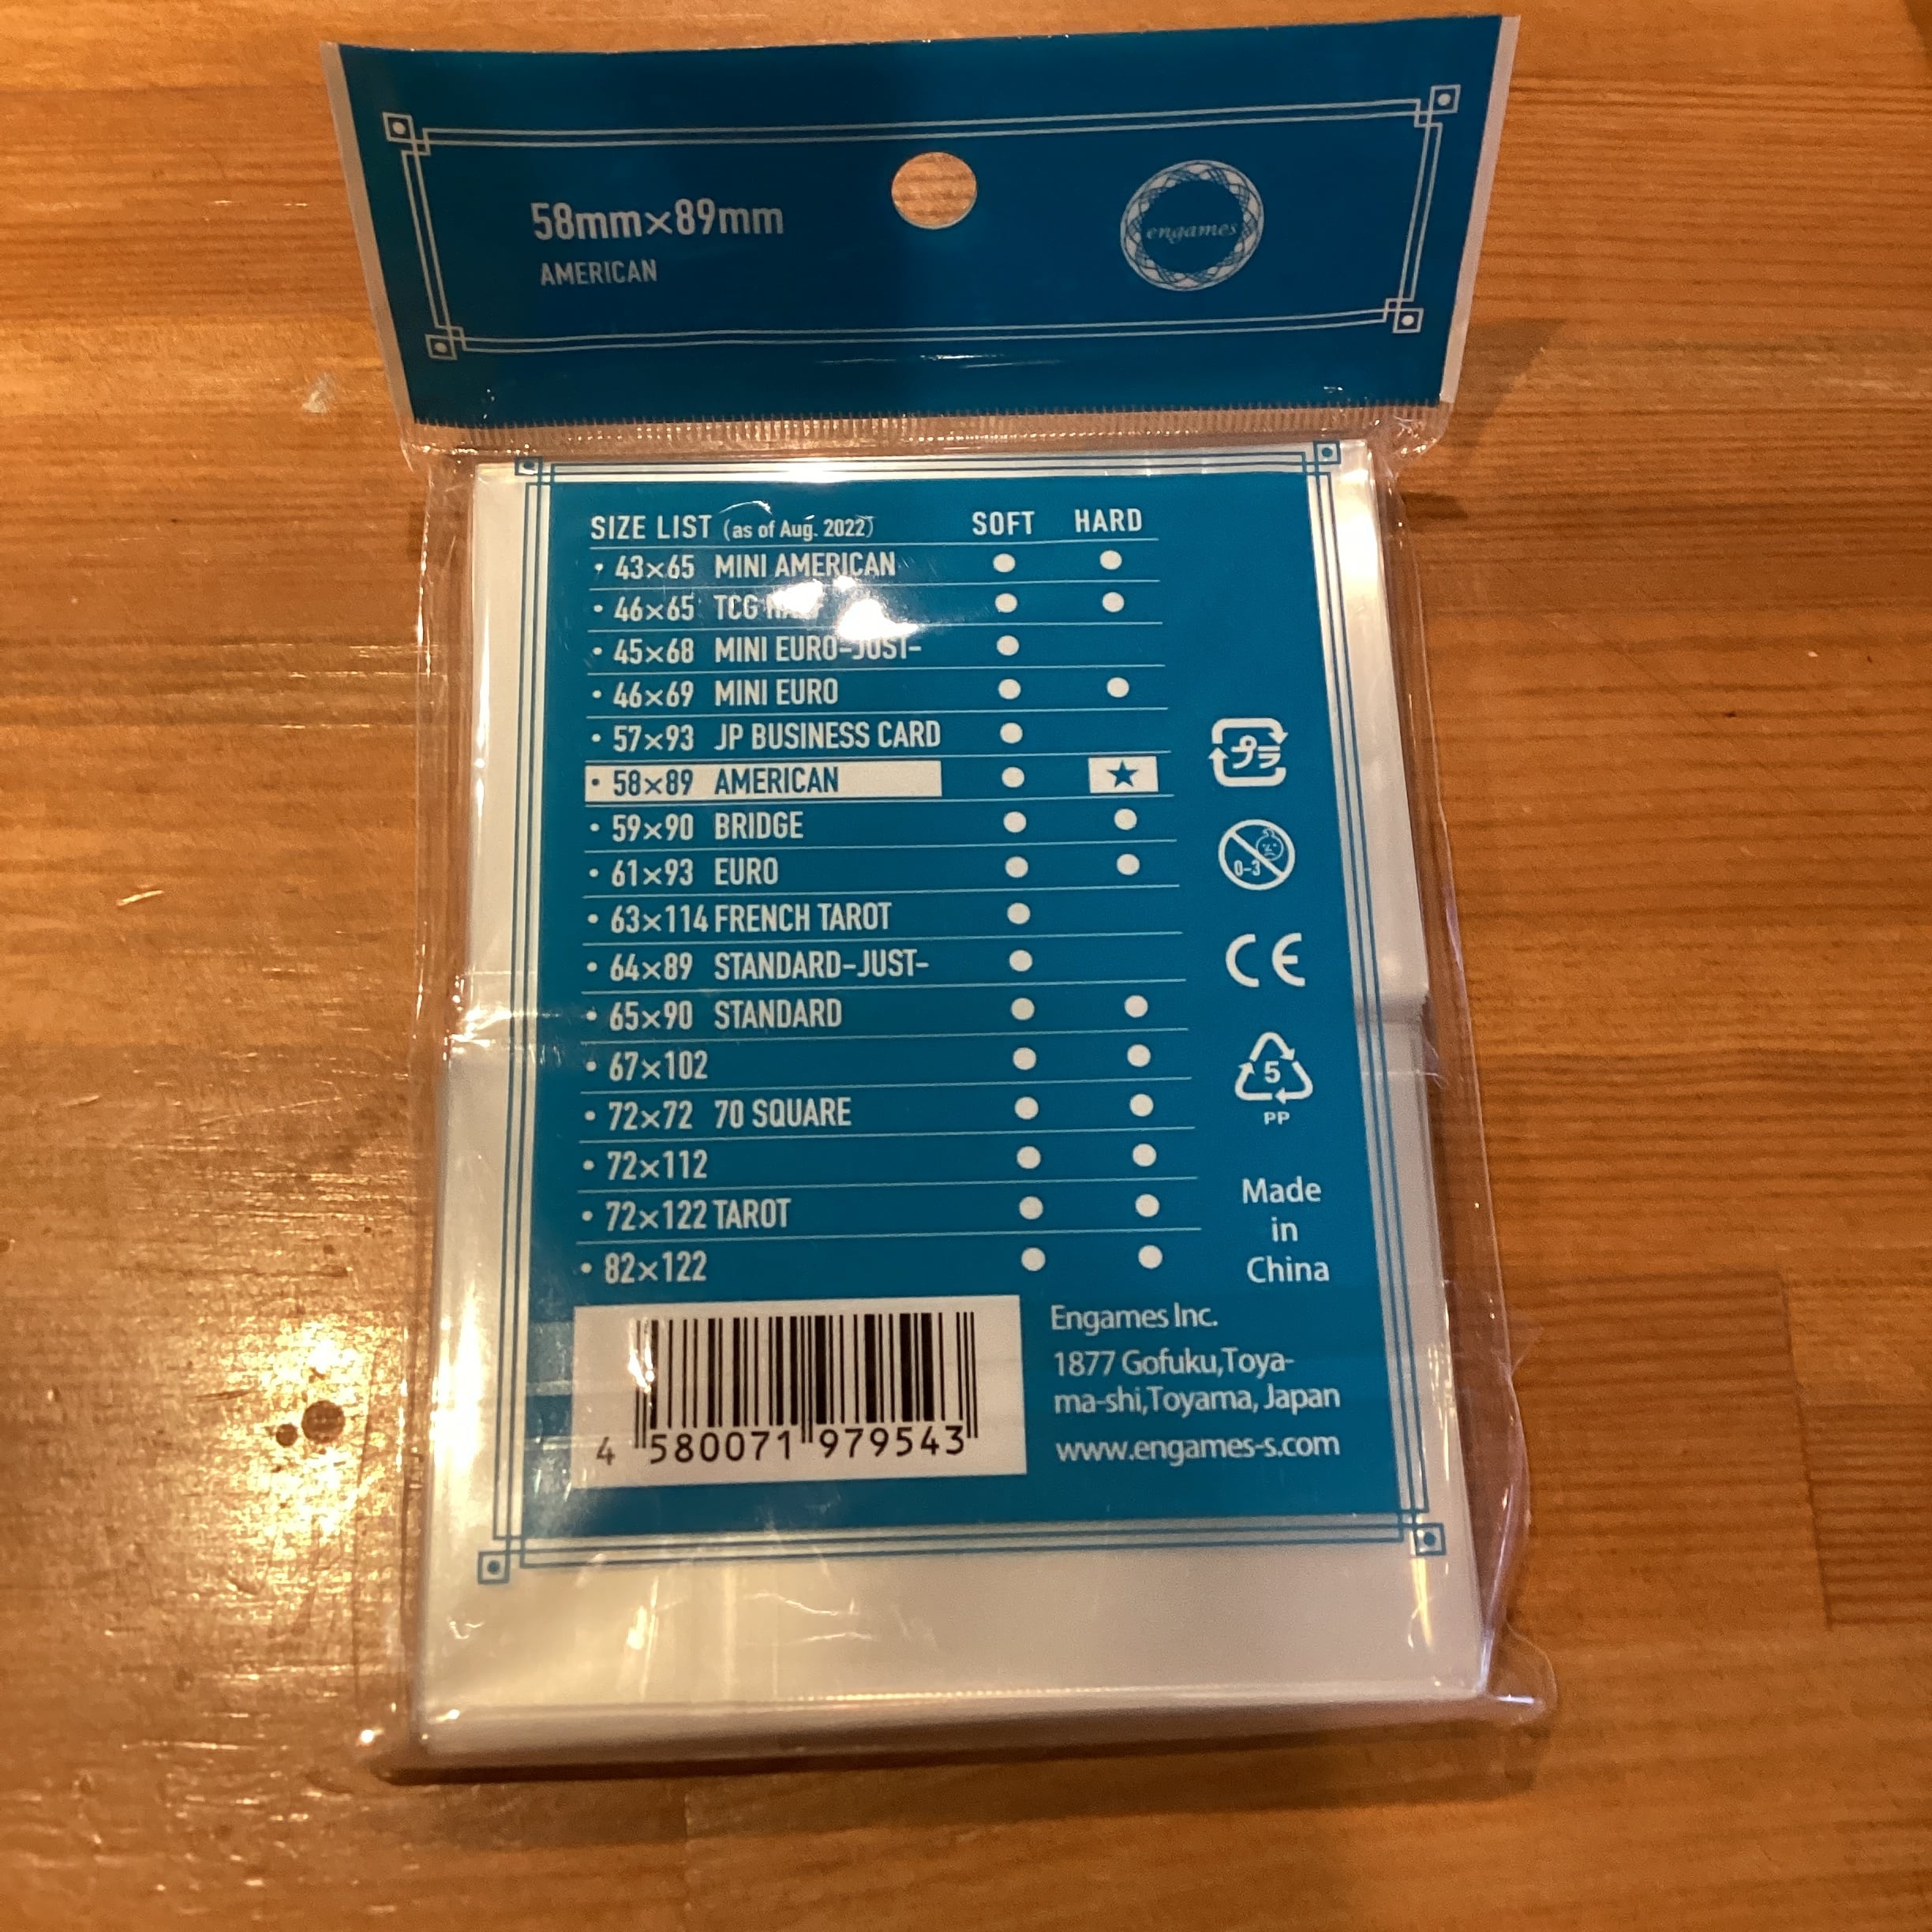 58mm×89mm
AMERICAN
engames
SIZE LIST (as of Aug. 2022) SOFT HARD
・43×65 MINI AMERICAN ● ●
・46×65 TCG ● ●
・45×68 MINI EURO-JUST- ●
・46×69 MINI EURO ● ●
・57×93 JP BUSINESS CARD ●
・58×89 AMERICAN ● ★
・59×90 BRIDGE ● ●
・61×93 EURO ● ●
・63×114 FRENCH TAROT ●
・64×89 STANDARD-JUST- ●
・65×90 STANDARD ● ●
・67×102 ● ●
・72×72 70 SQUARE ● ●
・72×112 ● ●
・72×122 TAROT ● ●
・82×122 ● ●
プラ
0-3
CE
5
PP
Made
in
China
4 580071 979543
Engames Inc.
1877 Gofuku,Toya-
ma-shi,Toyama, Japan
www.engames-s.com